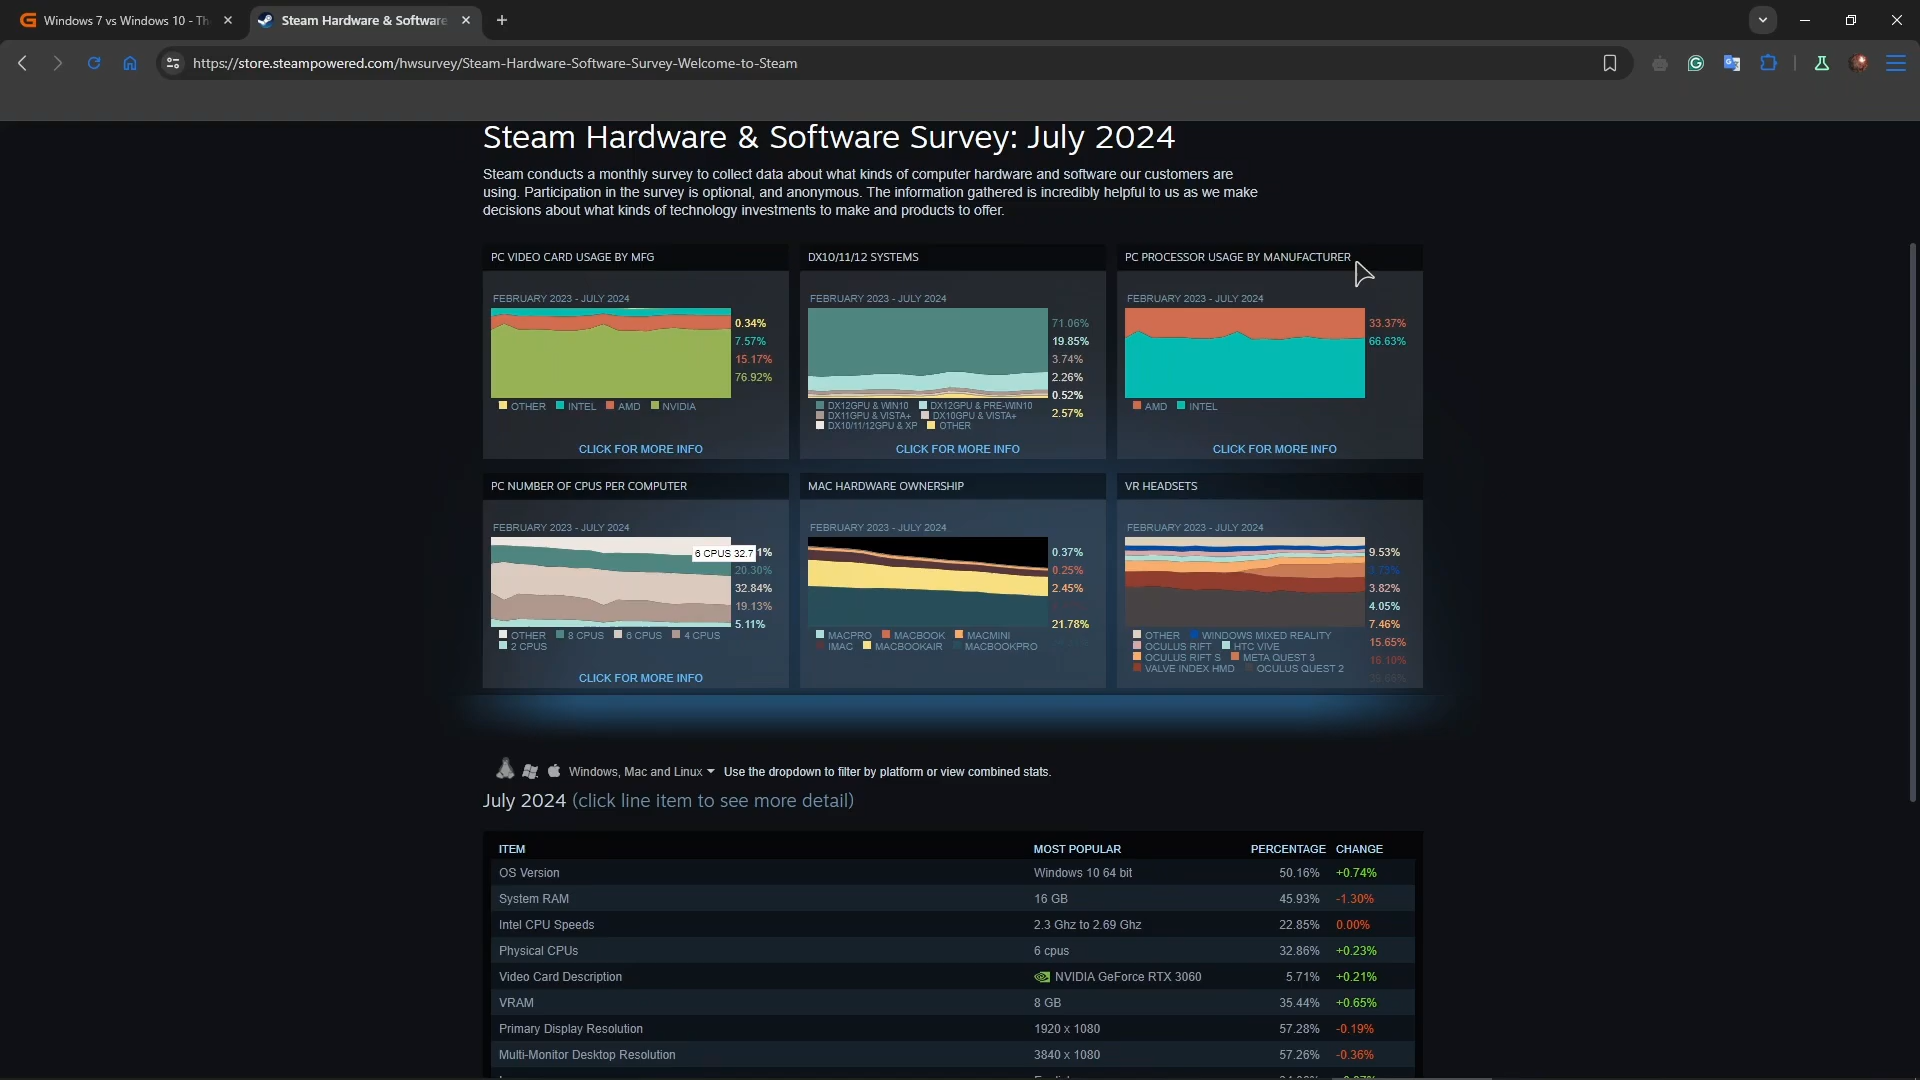 Windows 7 vs Windows 10 - Th
Steam Hardware & Software
https://store.steampowered.com/hwsurvey/Steam-Hardware-Software-Survey-Welcome-to-Steam
Steam Hardware & Software Survey: July 2024
Steam conducts a monthly survey to collect data about what kinds of computer hardware and software our customers are
using. Participation in the survey is optional, and anonymous. The information gathered is incredibly helpful to us as we make
decisions about what kinds of technology investments to make and products to offer.
PC VIDEO CARD USAGE BY MFG
FEBRUARY 2023 - JULY 2024
0.34%
7.57%
15.17%
76.92%
OTHER INTEL AMD NVIDIA
CLICK FOR MORE INFO
DX10/11/12 SYSTEMS
FEBRUARY 2023 - JULY 2024
71.06%
19.85%
3.74%
2.26%
0.52%
2.57%
DX12GPU & WIN10 DX12GPU & PRE-WIN10
DX11GPU & VISTA+ DX10GPU & VISTA+
DX10/11/12GPU & XP OTHER
CLICK FOR MORE INFO
PC PROCESSOR USAGE BY MANUFACTURER
FEBRUARY 2023 - JULY 2024
33.37%
66.63%
AMD INTEL
CLICK FOR MORE INFO
PC NUMBER OF CPUS PER COMPUTER
FEBRUARY 2023 - JULY 2024
6 CPUS 32.7 1%
20.30%
32.84%
19.13%
5.11%
OTHER 8 CPUS 6 CPUS 4 CPUS
2 CPUS
CLICK FOR MORE INFO
MAC HARDWARE OWNERSHIP
FEBRUARY 2023 - JULY 2024
0.37%
0.25%
2.45%
21.78%
MACPRO MACBOOK MACMINI
IMAC MACBOOKAIR MACBOOKPRO
VR HEADSETS
FEBRUARY 2023 - JULY 2024
9.53%
3.82%
4.05%
7.46%
15.65%
16.10%
OTHER WINDOWS MIXED REALITY
OCULUS RIFT HTC VIVE
OCULUS RIFT S META QUEST 3
VALVE INDEX HMD OCULUS QUEST 2
Windows, Mac and Linux Use the dropdown to filter by platform or view combined stats.
July 2024 (click line item to see more detail)
ITEM MOST POPULAR PERCENTAGE CHANGE
OS Version Windows 10 64 bit 50.16% +0.74%
System RAM 16 GB 45.93% -1.30%
Intel CPU Speeds 2.3 Ghz to 2.69 Ghz 22.85% 0.00%
Physical CPUs 6 cpus 32.86% +0.23%
Video Card Description NVIDIA GeForce RTX 3060 5.71% +0.21%
VRAM 8 GB 35.44% +0.65%
Primary Display Resolution 1920 x 1080 57.28% -0.19%
Multi-Monitor Desktop Resolution 3840 x 1080 57.26% -0.36%